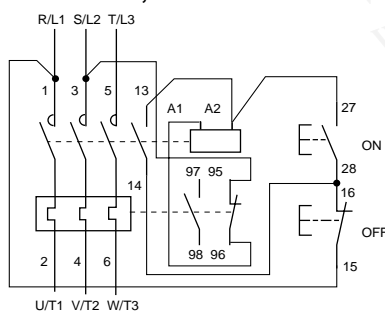 R/L1 S/L2 T/L3
1 3 5 13 A1 A2 27
ON
28
14 97 95 16
OFF
98 96
2 4 6 15
U/T1 V/T2 W/T3